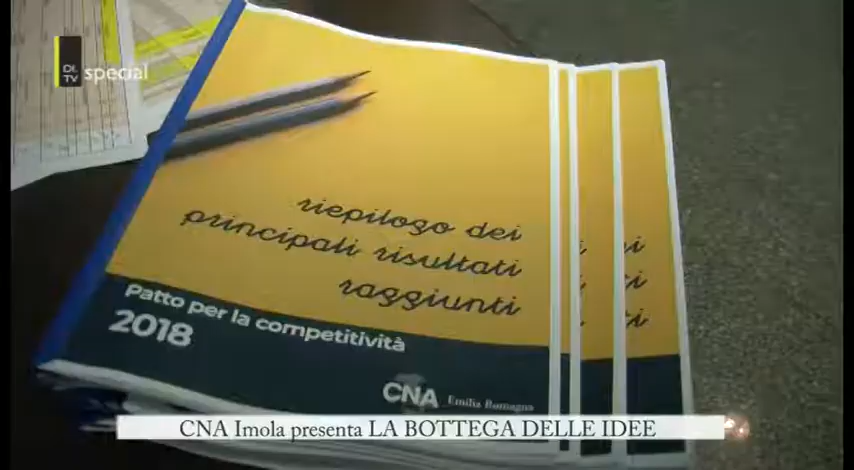 DI.
TV
special
riepilogo dei
principali risultati
raggiunti
Patto per la competitività
2018
CNA Emilia Romagna
CNA Imola presenta LA BOTTEGA DELLE IDEE